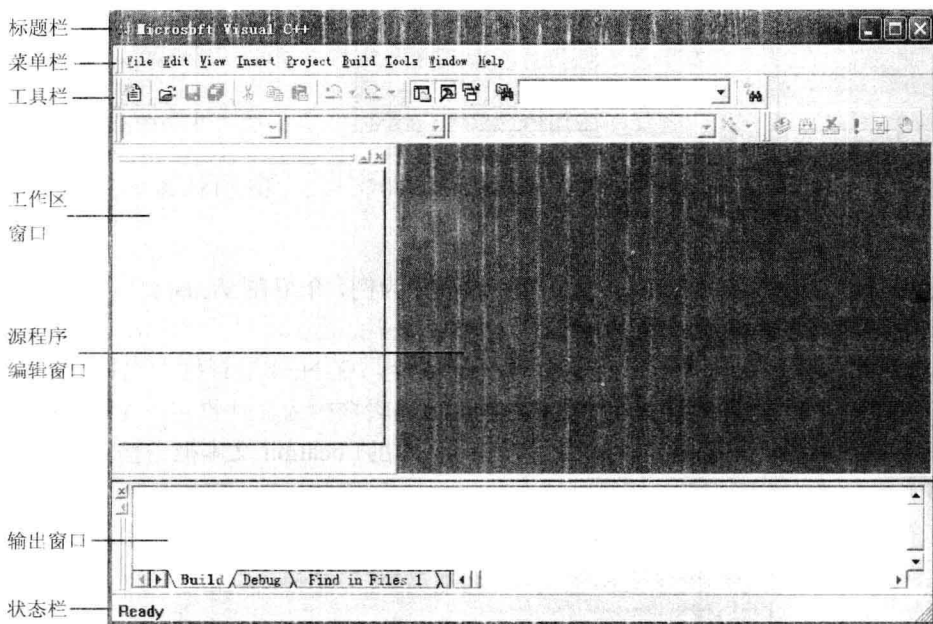 标题栏
Microsoft Visual C++
菜单栏
File Edit View Insert Project Build Tools Window Help
工具栏
工作区
窗口
源程序
编辑窗口
输出窗口
Build Debug Find in Files 1
状态栏
Ready